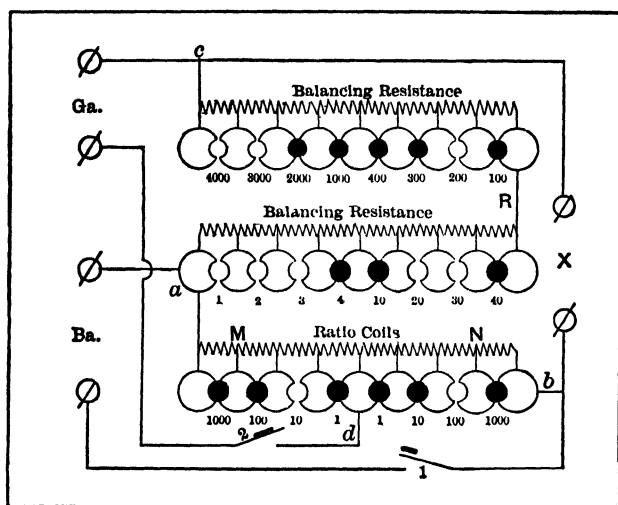 c
Balancing Resistance
Ga.
4000 3000 2000 1000 400 300 200 100
R
Balancing Resistance
X
a
1 2 3 4 10 20 30 40
Ba.
M Ratio Coils N
b
1000 100 10 1 1 10 100 1000
2 d
1